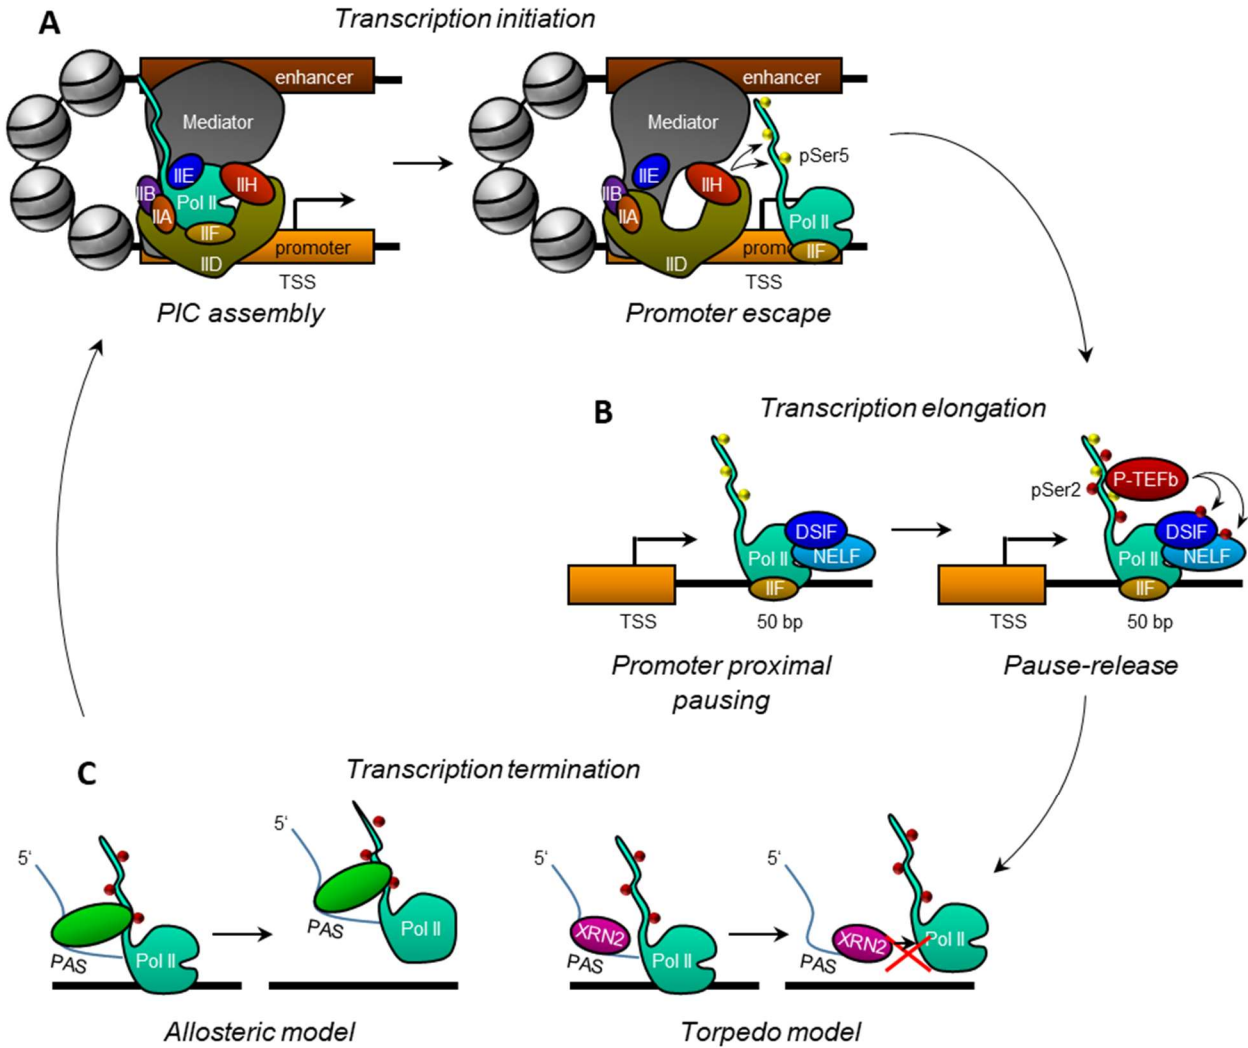 A
Transcription initiation
enhancer
Mediator
IIE
IIH
IIB
Pol II
IIA
IIF
promoter
IID
TSS
PIC assembly
enhancer
Mediator
pSer5
IIE
IIH
IIB
IIA
Pol II
prom
IIF
IID
TSS
Promoter escape
B
Transcription elongation
DSIF
Pol II
NELF
IIF
TSS
50 bp
Promoter proximal
pausing
P-TEFb
pSer2
DSIF
Pol II
NELF
IIF
TSS
50 bp
Pause-release
C
Transcription termination
5'
PAS
Pol II
5'
PAS
Pol II
Allosteric model
5'
XRN2
PAS
Pol II
5'
XRN2
PAS
Pol II
Torpedo model